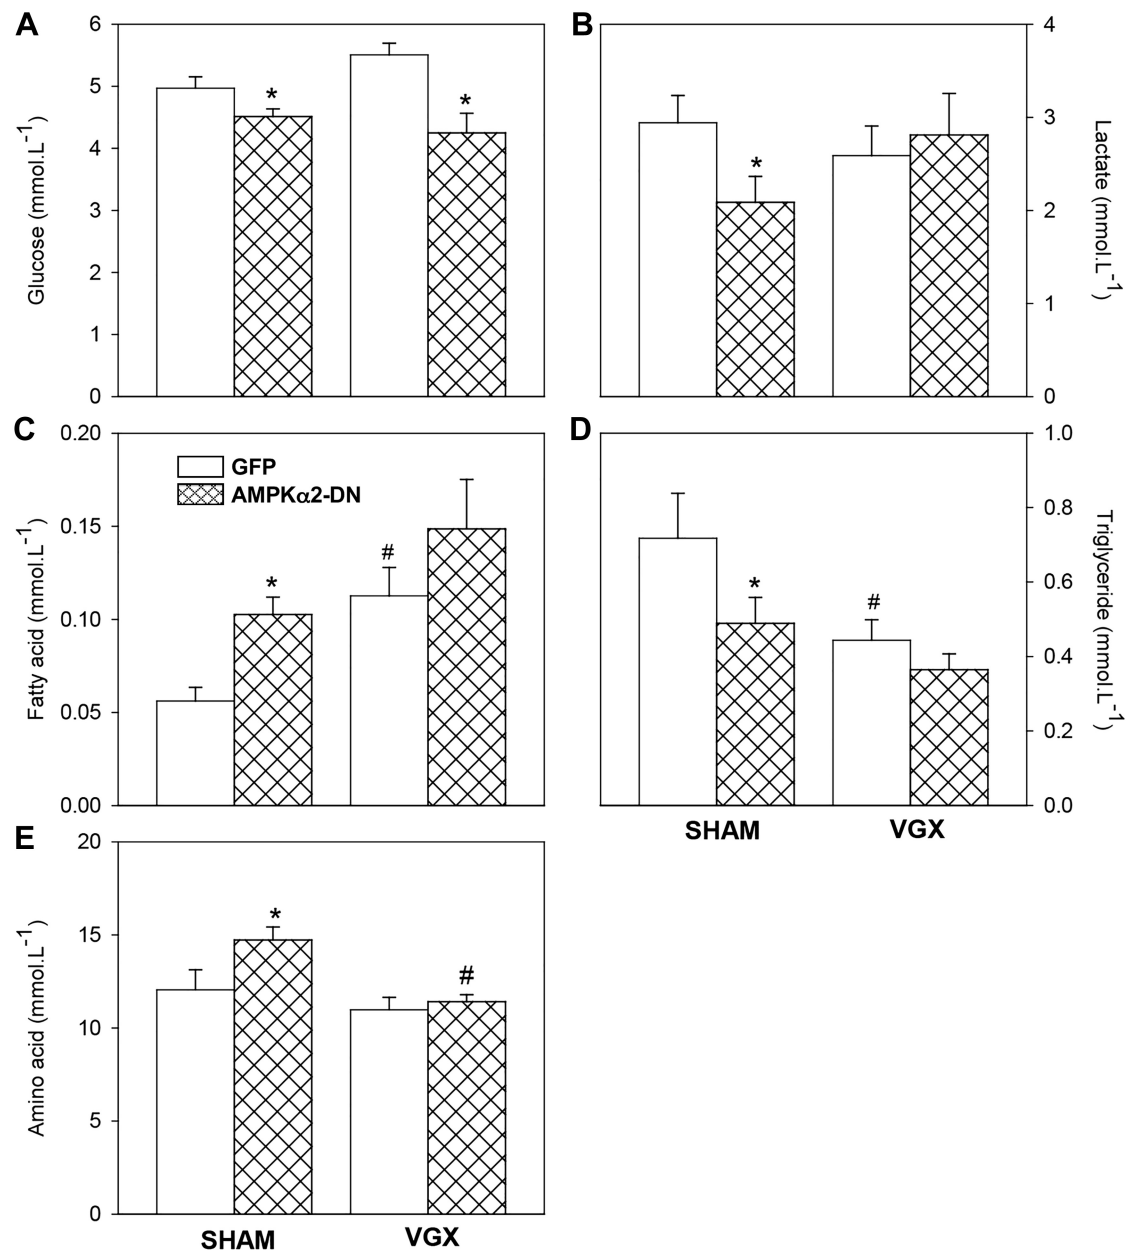 A
Glucose (mmol.L-1)
6
5
4
3
2
1
0
*
*
B
Lactate (mmol.L-1)
4
3
2
1
0
*
C
Fatty acid (mmol.L-1)
0.20
0.15
0.10
0.05
0.00
GFP
AMPKα2-DN
*
#
D
Triglyceride (mmol.L-1)
1.0
0.8
0.6
0.4
0.2
0.0
*
#
SHAM VGX
E
Amino acid (mmol.L-1)
20
15
10
5
0
*
#
SHAM VGX